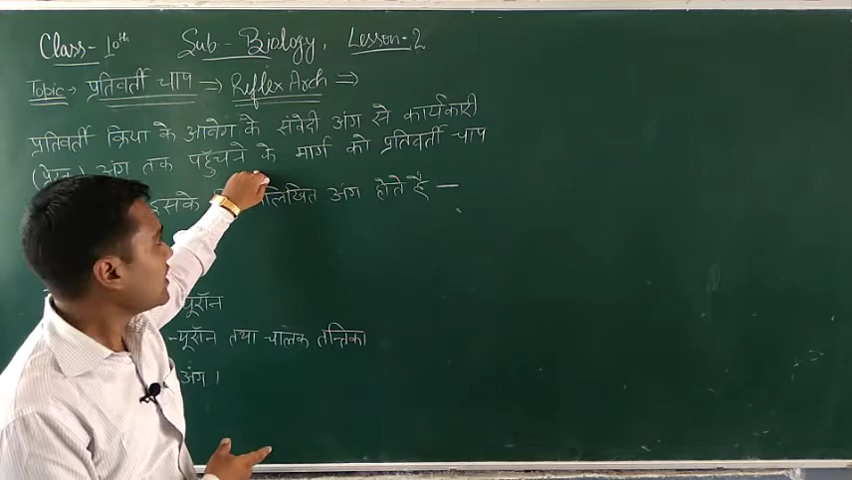 Class-10th Sub-Biology, Lesson-2
Topic→ प्रतिवर्ती चाप ⇒ Reflex Arch ⇒
प्रतिवर्ती क्रिया के आवेग के संवेदी अंग से कार्यकारी
अंग तक पहुँचने के मार्ग को प्रतिवर्ती चाप
इसके अंग होते हैं —
न्यूरॉन तथा चालक तन्त्रिका
अंग।